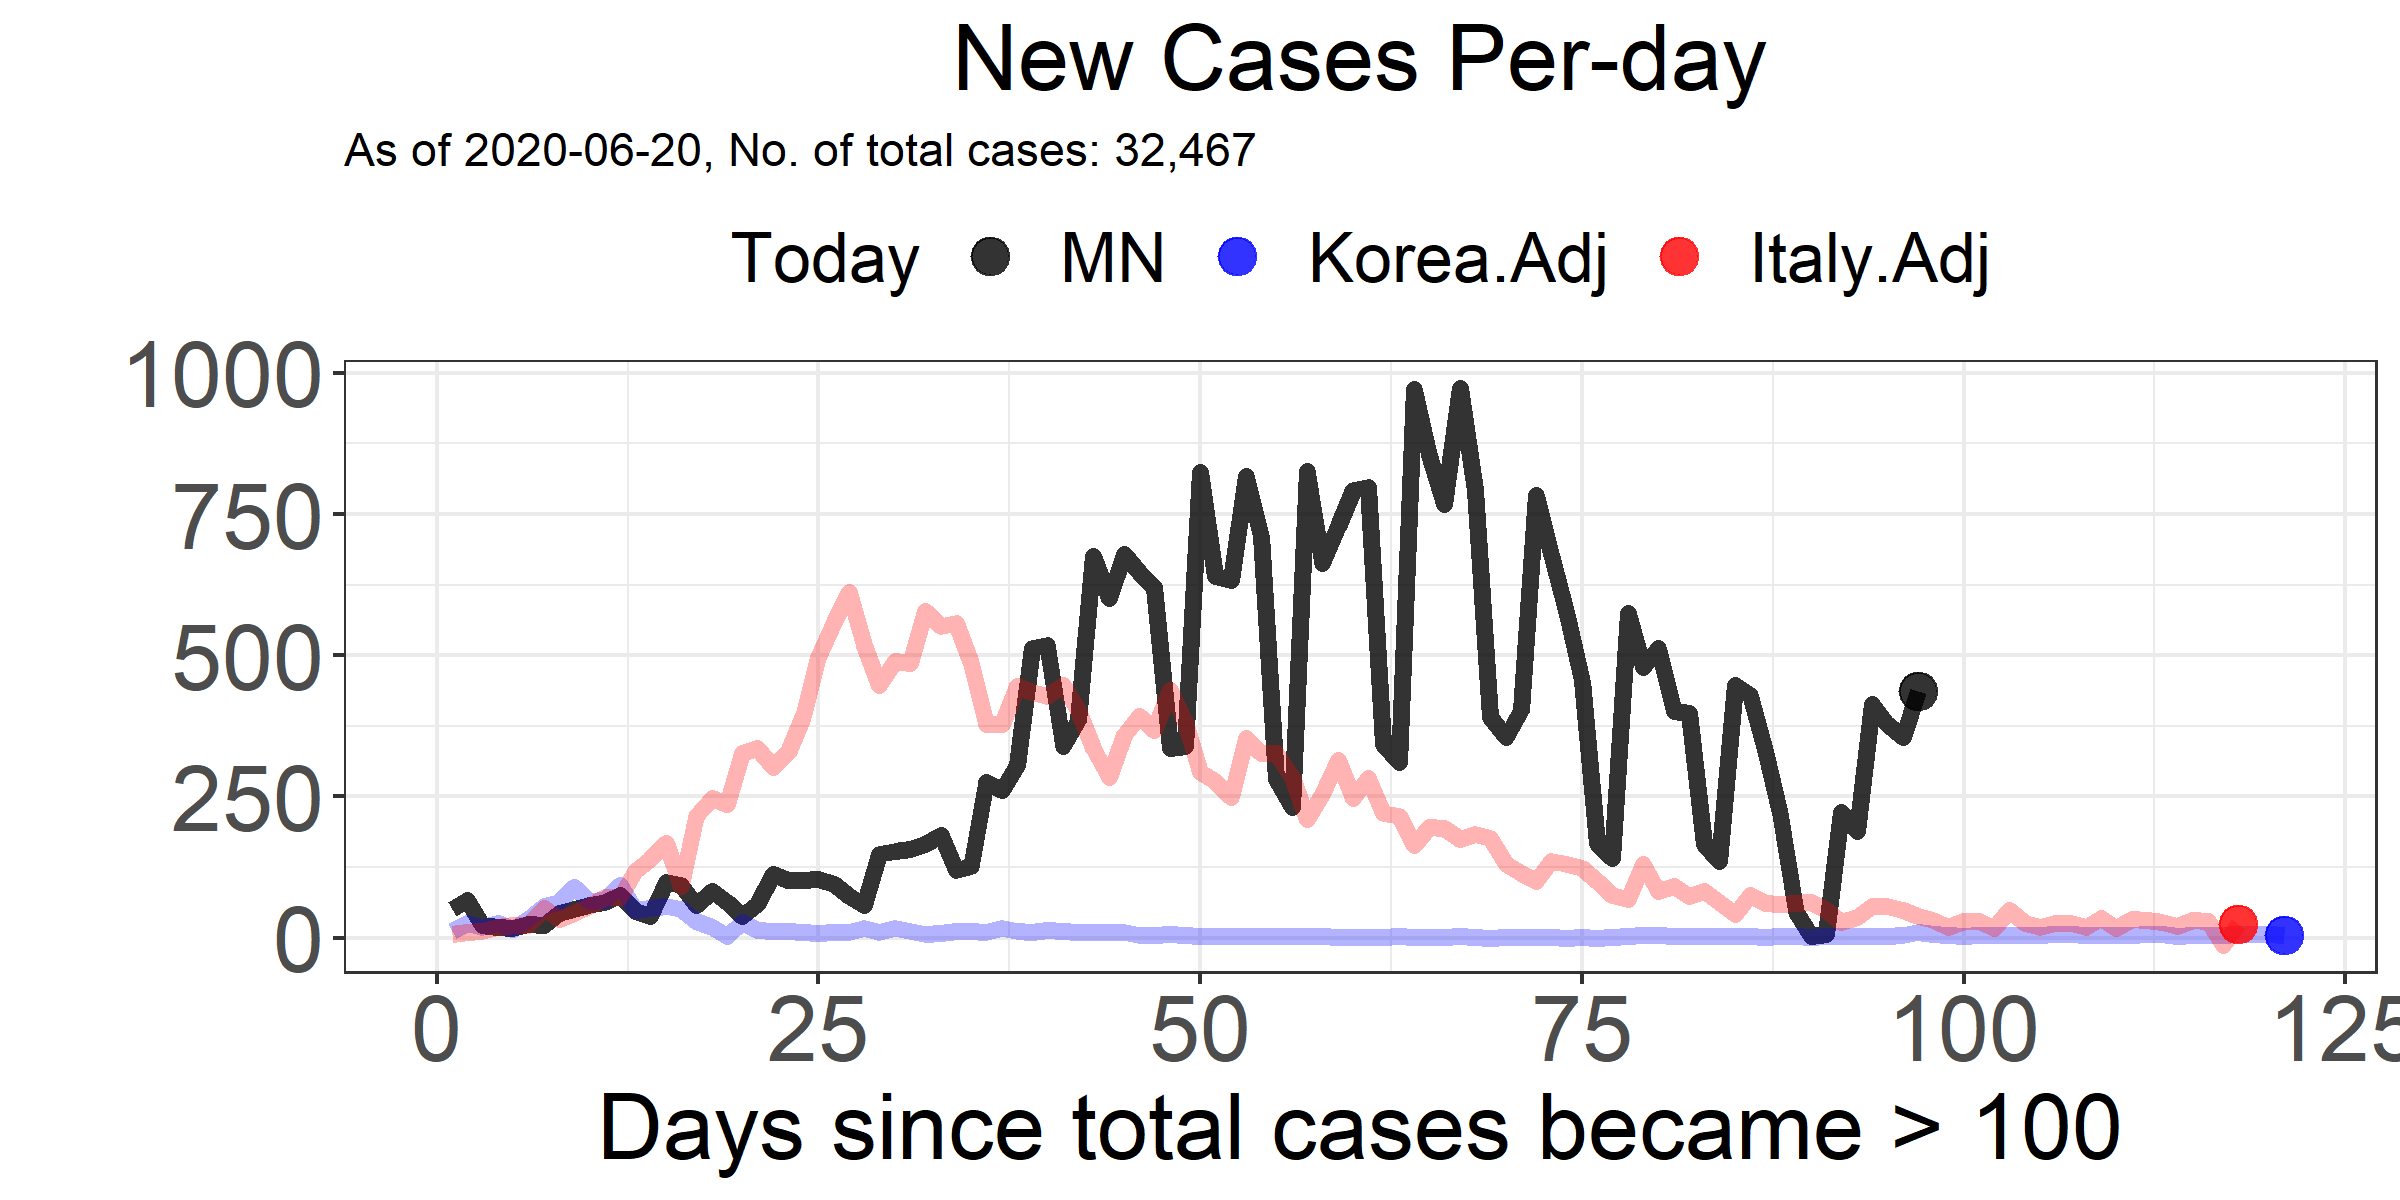 New Cases Per-day
As of 2020-06-20, No. of total cases: 32,467
Today MN Korea.Adj Italy.Adj
1000
750
500
250
0
0 25 50 75 100 125
Days since total cases became > 100